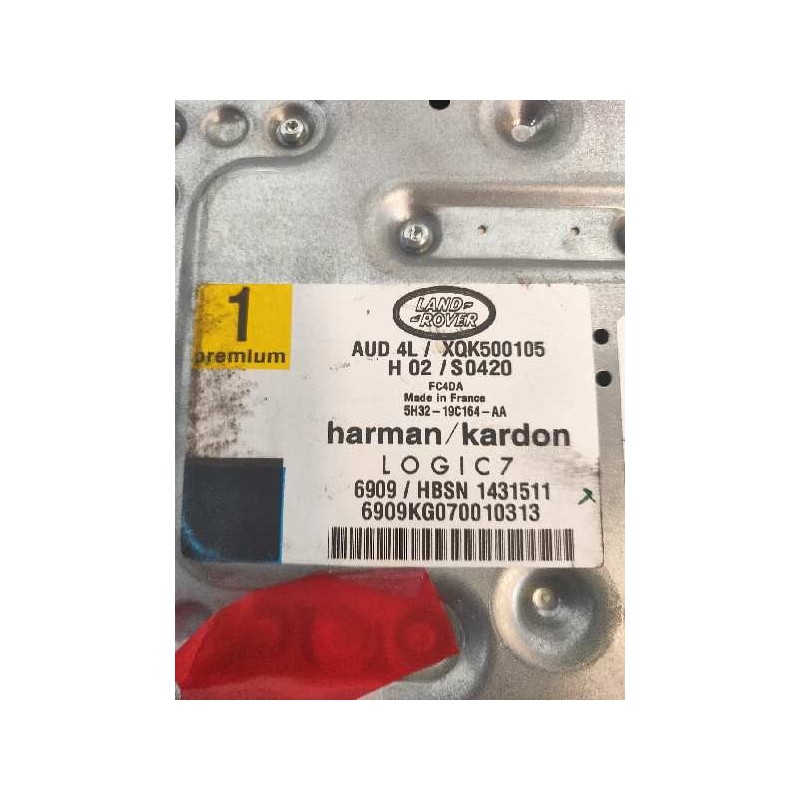 1
premium
LAND-
-ROVER
AUD 4L / XQK500105
H 02 / S0420
FC4DA
Made in France
5H32-19C164-AA
harman/kardon
LOGIC7
6909 / HBSN 1431511
6909KG070010313